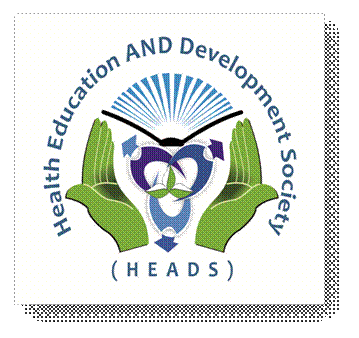 Health Education AND Development Society
( H E A D S )